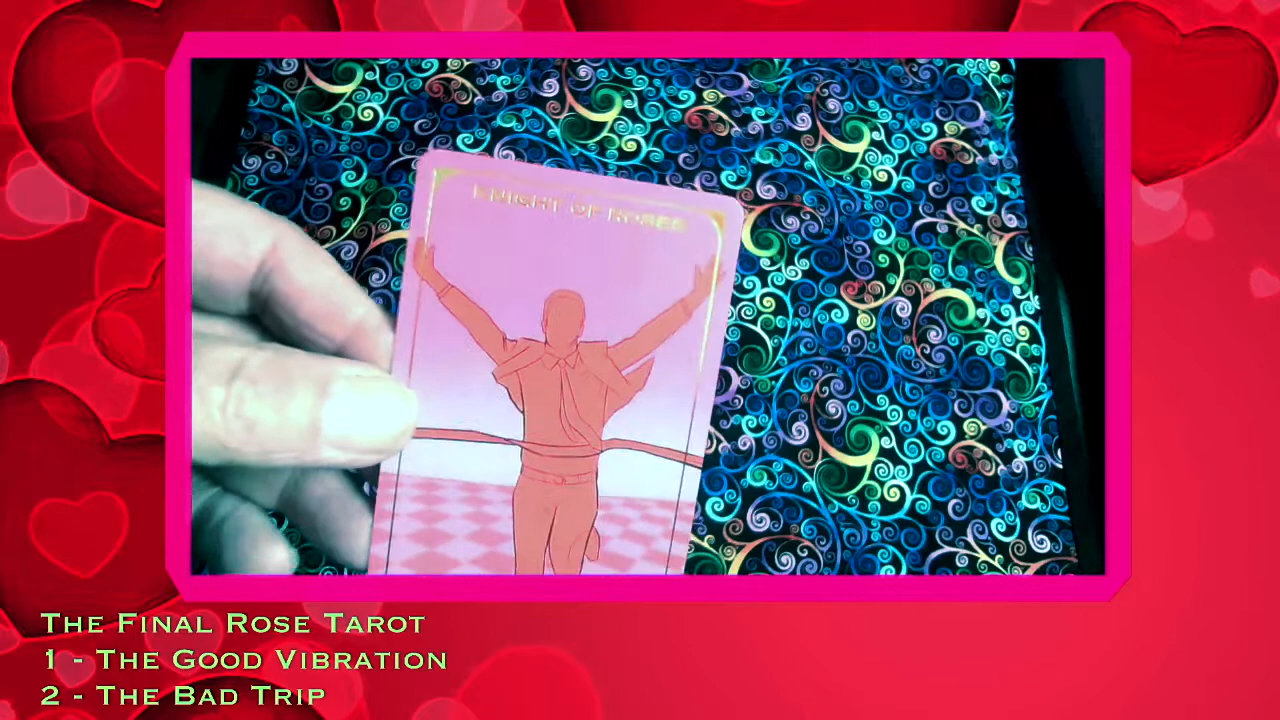 KNIGHT OF ROSES
The Final Rose Tarot
1 - The Good Vibration
2 - The Bad Trip